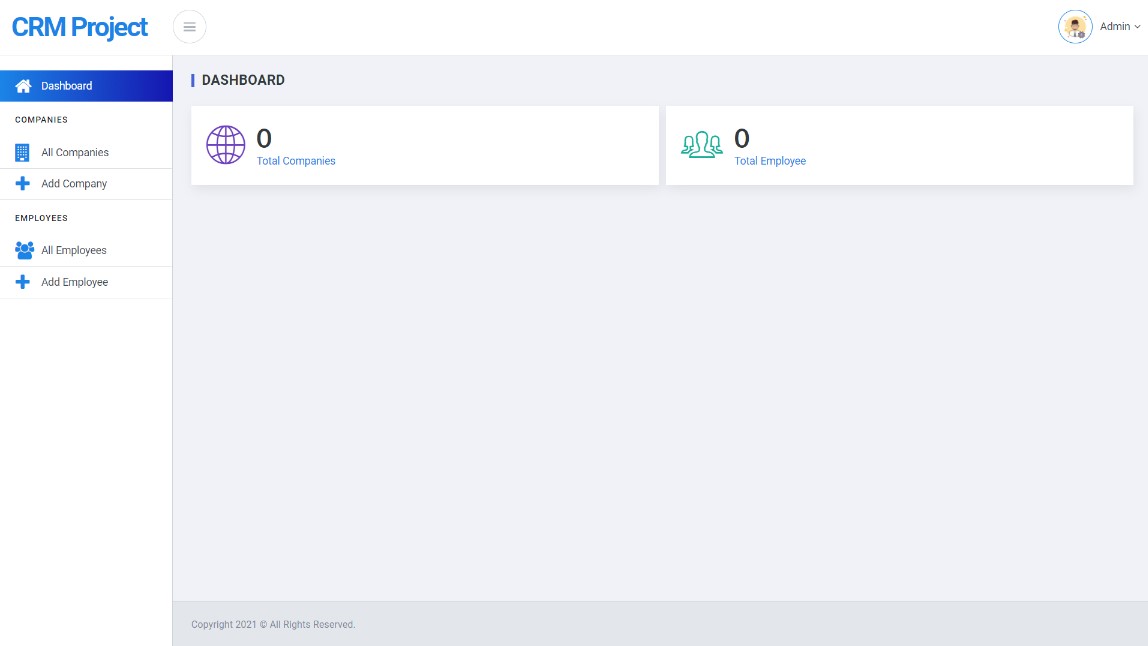 CRM Project
Admin
Dashboard
COMPANIES
All Companies
Add Company
EMPLOYEES
All Employees
Add Employee
DASHBOARD
0
Total Companies
0
Total Employee
Copyright 2021 © All Rights Reserved.